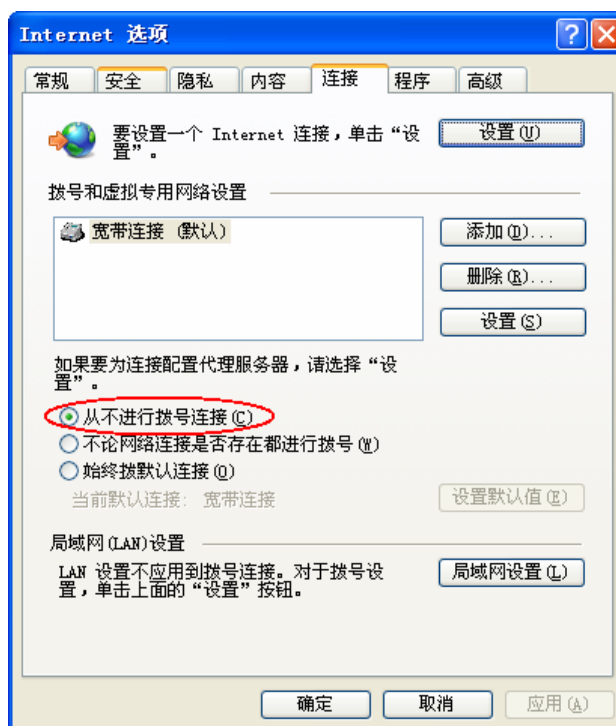 Internet 选项
常规 安全 隐私 内容 连接 程序 高级
要设置一个 Internet 连接，单击“设
置”。
设置(U)
拨号和虚拟专用网络设置
宽带连接 (默认)
添加(D)...
删除(R)...
设置(S)
如果要为连接配置代理服务器，请选择“设
置”。
从不进行拨号连接(C)
不论网络连接是否存在都进行拨号(W)
始终拨默认连接(O)
当前默认连接: 宽带连接
设置默认值(E)
局域网(LAN)设置
LAN 设置不应用到拨号连接。对于拨号设
置，单击上面的“设置”按钮。
局域网设置(L)
确定 取消 应用(A)